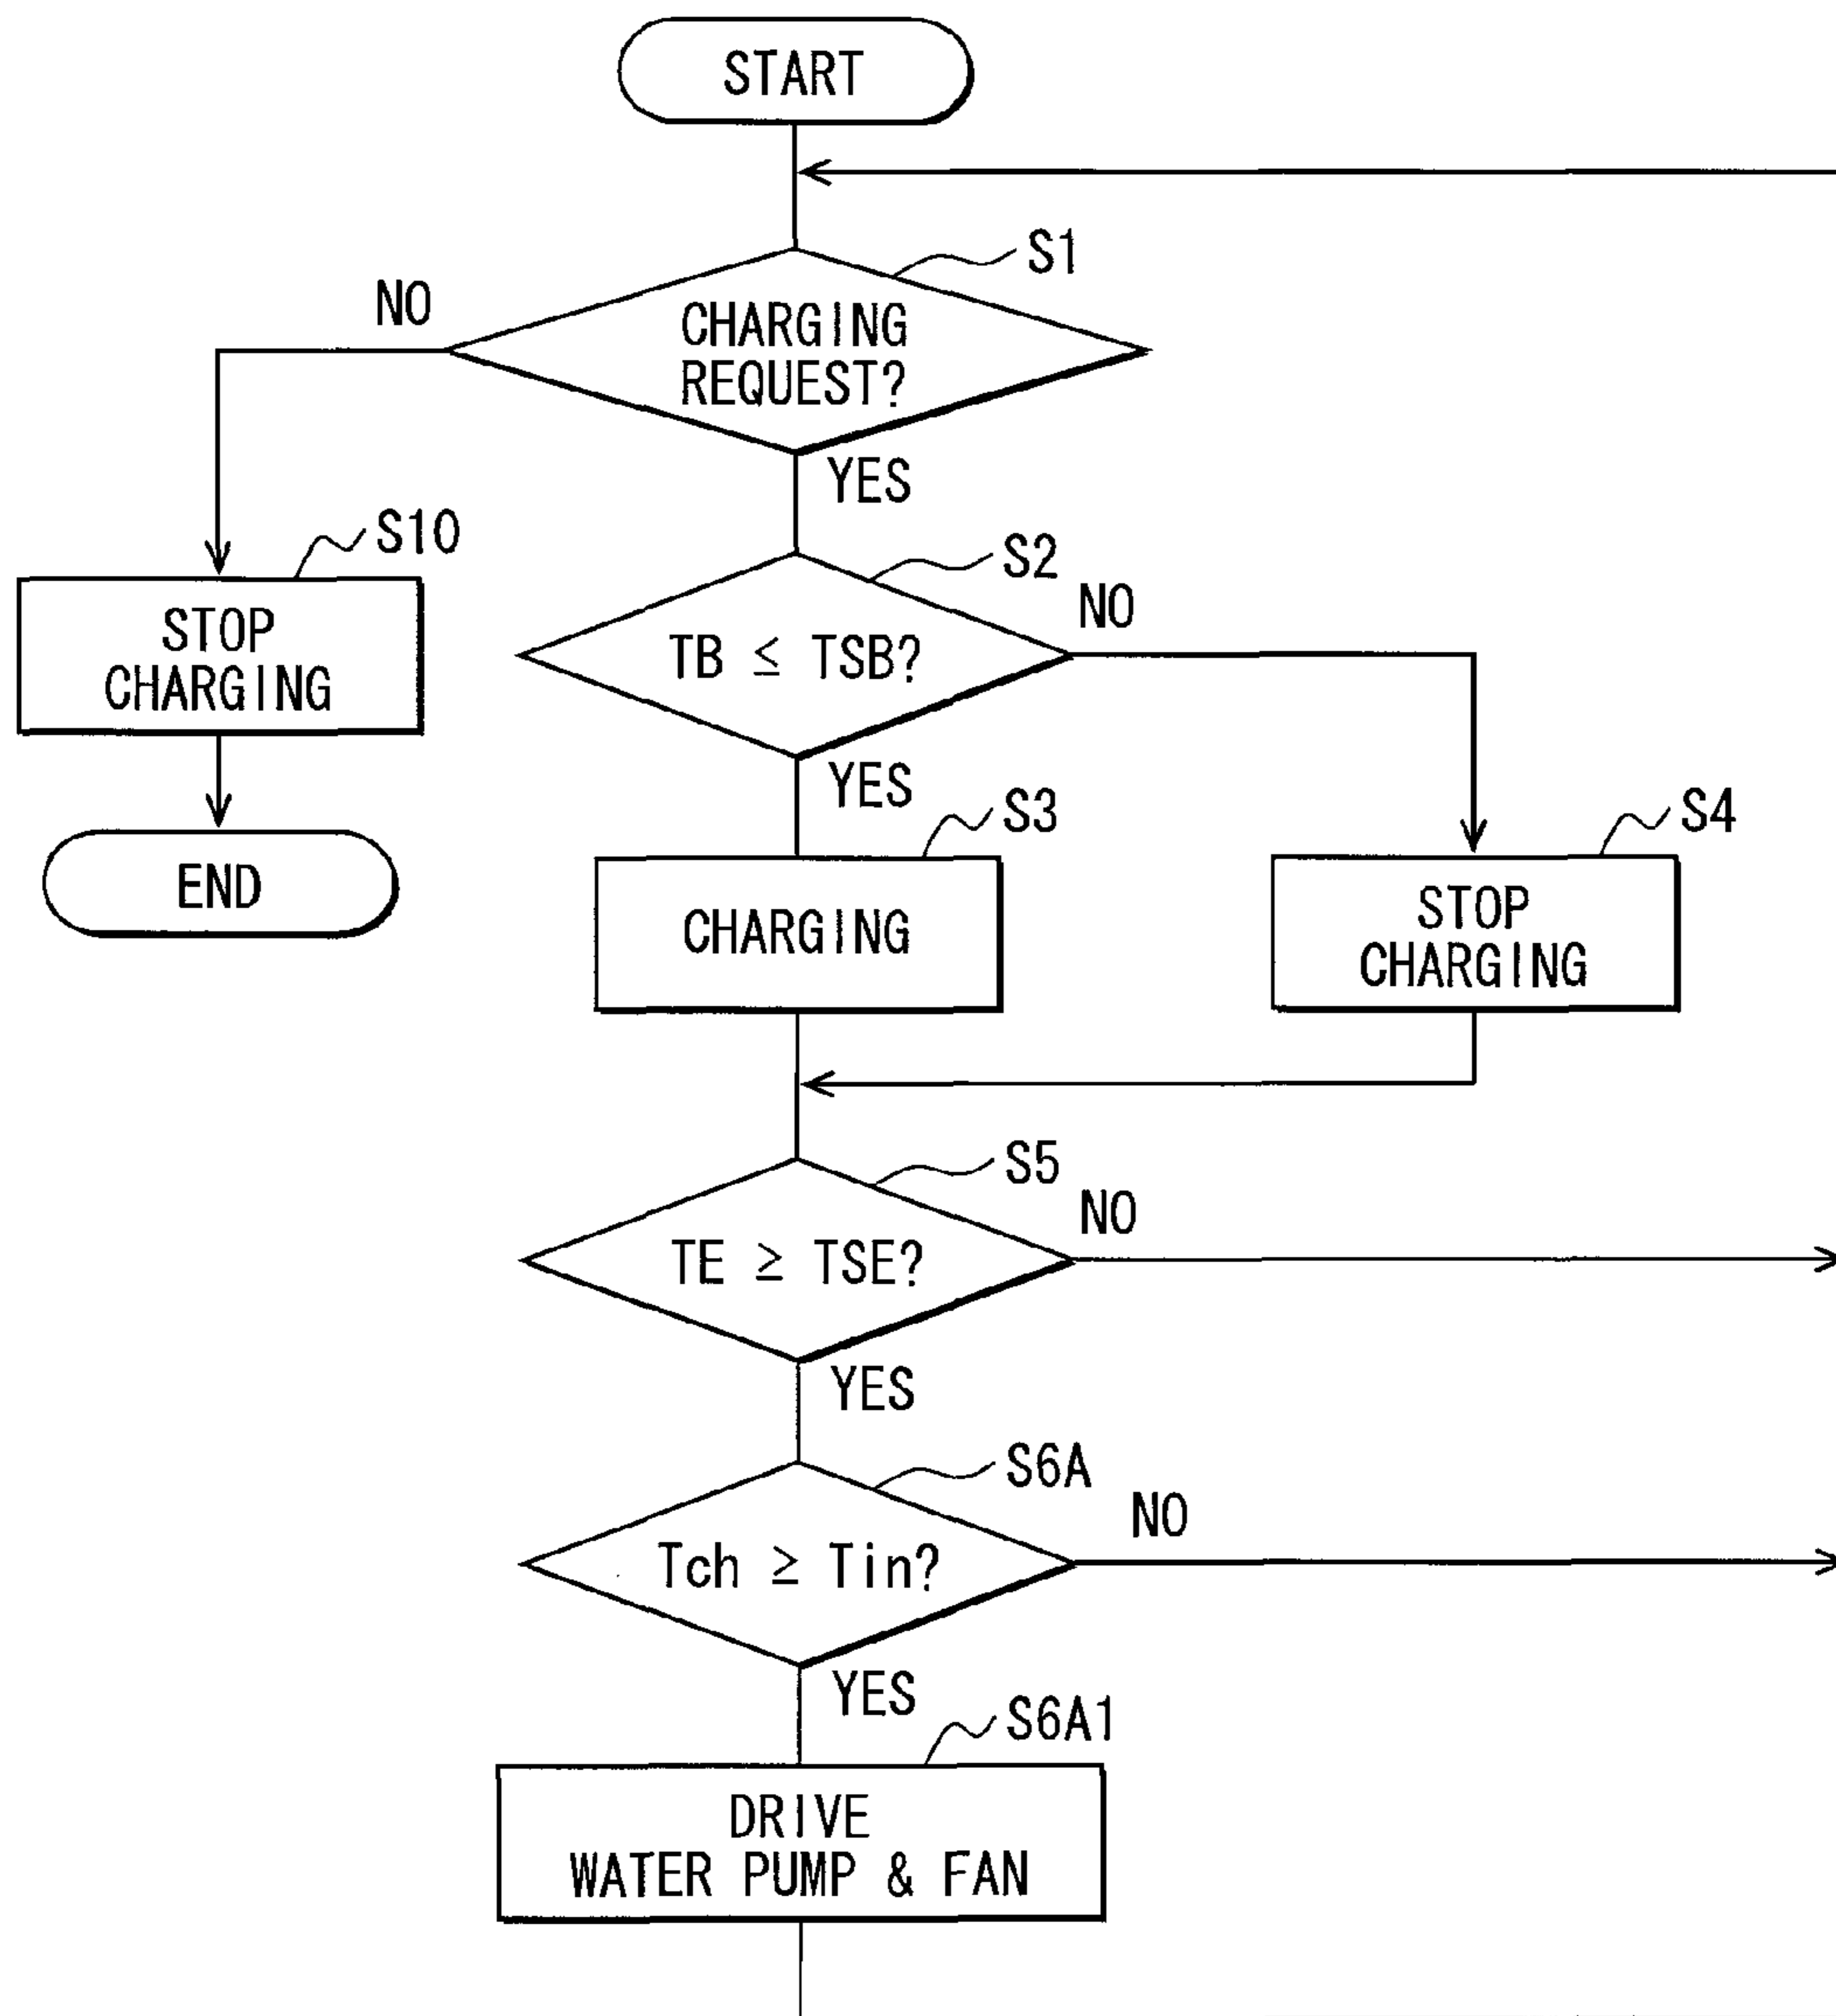 START
S1
NO
CHARGING
REQUEST?
YES
S10
STOP
CHARGING
S2
NO
TB ≤ TSB?
YES
END
S3
CHARGING
S4
STOP
CHARGING
S5
NO
TE ≥ TSE?
YES
S6A
NO
Tch ≥ Tin?
YES
S6A1
DRIVE
WATER PUMP & FAN